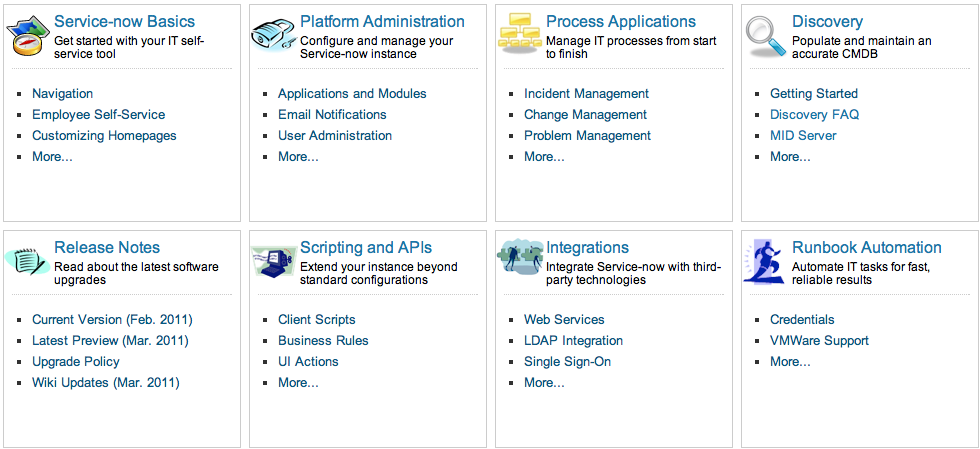 Service-now Basics
Get started with your IT self-
service tool
Navigation
Employee Self-Service
Customizing Homepages
More...
Platform Administration
Configure and manage your
Service-now instance
Applications and Modules
Email Notifications
User Administration
More...
Process Applications
Manage IT processes from start
to finish
Incident Management
Change Management
Problem Management
More...
Discovery
Populate and maintain an
accurate CMDB
Getting Started
Discovery FAQ
MID Server
More...
Release Notes
Read about the latest software
upgrades
Current Version (Feb. 2011)
Latest Preview (Mar. 2011)
Upgrade Policy
Wiki Updates (Mar. 2011)
Scripting and APIs
Extend your instance beyond
standard configurations
Client Scripts
Business Rules
UI Actions
More...
Integrations
Integrate Service-now with third-
party technologies
Web Services
LDAP Integration
Single Sign-On
More...
Runbook Automation
Automate IT tasks for fast,
reliable results
Credentials
VMWare Support
More...